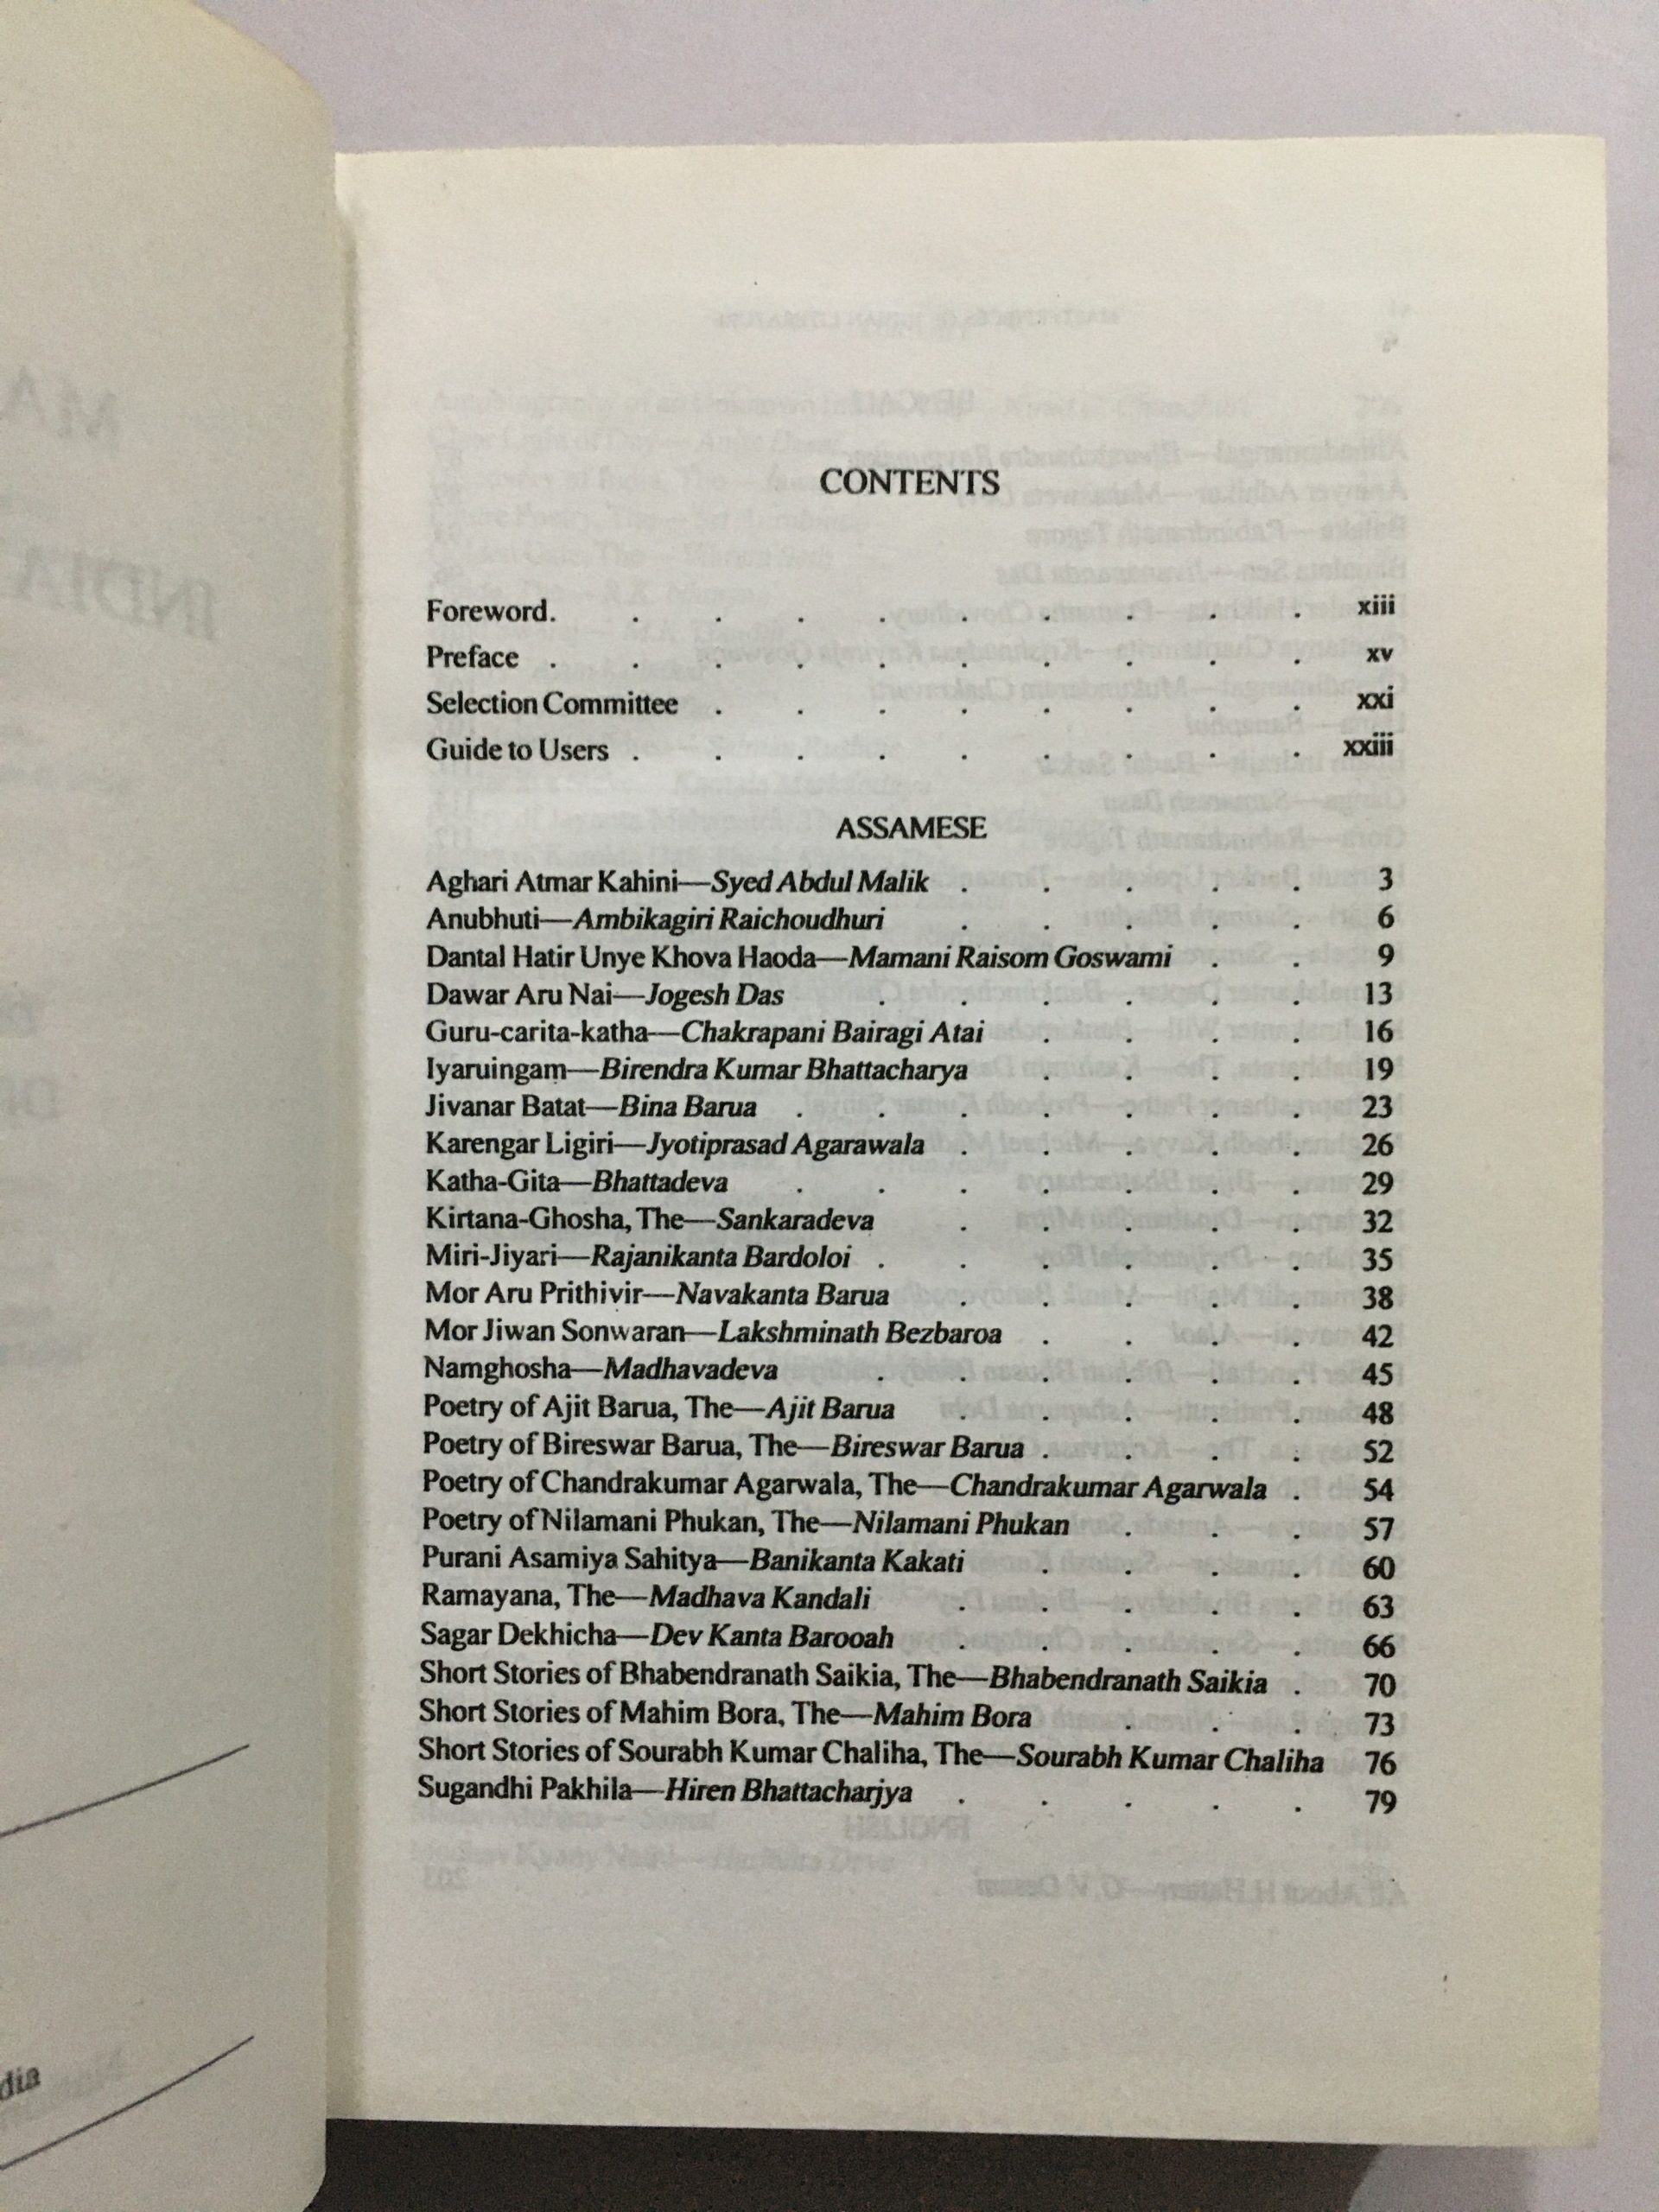 CONTENTS
Foreword. . . . . . . . . . xiii
Preface . . . . . . . . . . xv
Selection Committee . . . . . . . . xxi
Guide to Users . . . . . . . . . xxiii
ASSAMESE
Aghari Atmar Kahini—Syed Abdul Malik . . . . . 3
Anubhuti—Ambikagiri Raichoudhuri . . . . . 6
Dantal Hatir Unye Khova Haoda—Mamani Raisom Goswami . . 9
Dawar Aru Nai—Jogesh Das . . . . . . 13
Guru-carita-katha—Chakrapani Bairagi Atai . . . . 16
Iyaruingam—Birendra Kumar Bhattacharya . . . . 19
Jivanar Batat—Bina Barua . . . . . . . 23
Karengar Ligiri—Jyotiprasad Agarawala . . . . . 26
Katha-Gita—Bhattadeva . . . . . . . 29
Kirtana-Ghosha, The—Sankaradeva . . . . . 32
Miri-Jiyari—Rajanikanta Bardoloi . . . . . . 35
Mor Aru Prithivir—Navakanta Barua . . . . . 38
Mor Jiwan Sonwaran—Lakshminath Bezbaroa . . . . 42
Namghosha—Madhavadeva . . . . . . 45
Poetry of Ajit Barua, The—Ajit Barua . . . . . 48
Poetry of Bireswar Barua, The—Bireswar Barua . . . . 52
Poetry of Chandrakumar Agarwala, The—Chandrakumar Agarwala . 54
Poetry of Nilamani Phukan, The—Nilamani Phukan . . . 57
Purani Asamiya Sahitya—Banikanta Kakati . . . . 60
Ramayana, The—Madhava Kandali . . . . . 63
Sagar Dekhicha—Dev Kanta Barooah . . . . . 66
Short Stories of Bhabendranath Saikia, The—Bhabendranath Saikia . 70
Short Stories of Mahim Bora, The—Mahim Bora . . . 73
Short Stories of Sourabh Kumar Chaliha, The—Sourabh Kumar Chaliha 76
Sugandhi Pakhila—Hiren Bhattacharjya . . . . . 79